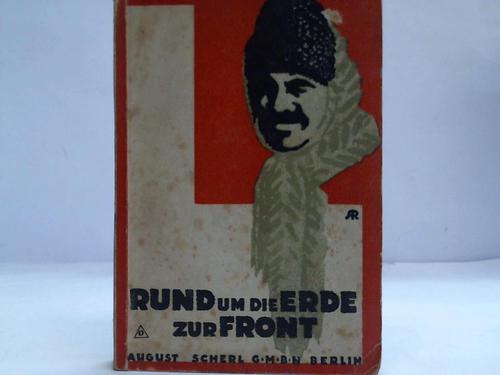 RUND UM DIE ERDE
ZUR FRONT
AUGUST SCHERL G·M·B·H BERLIN